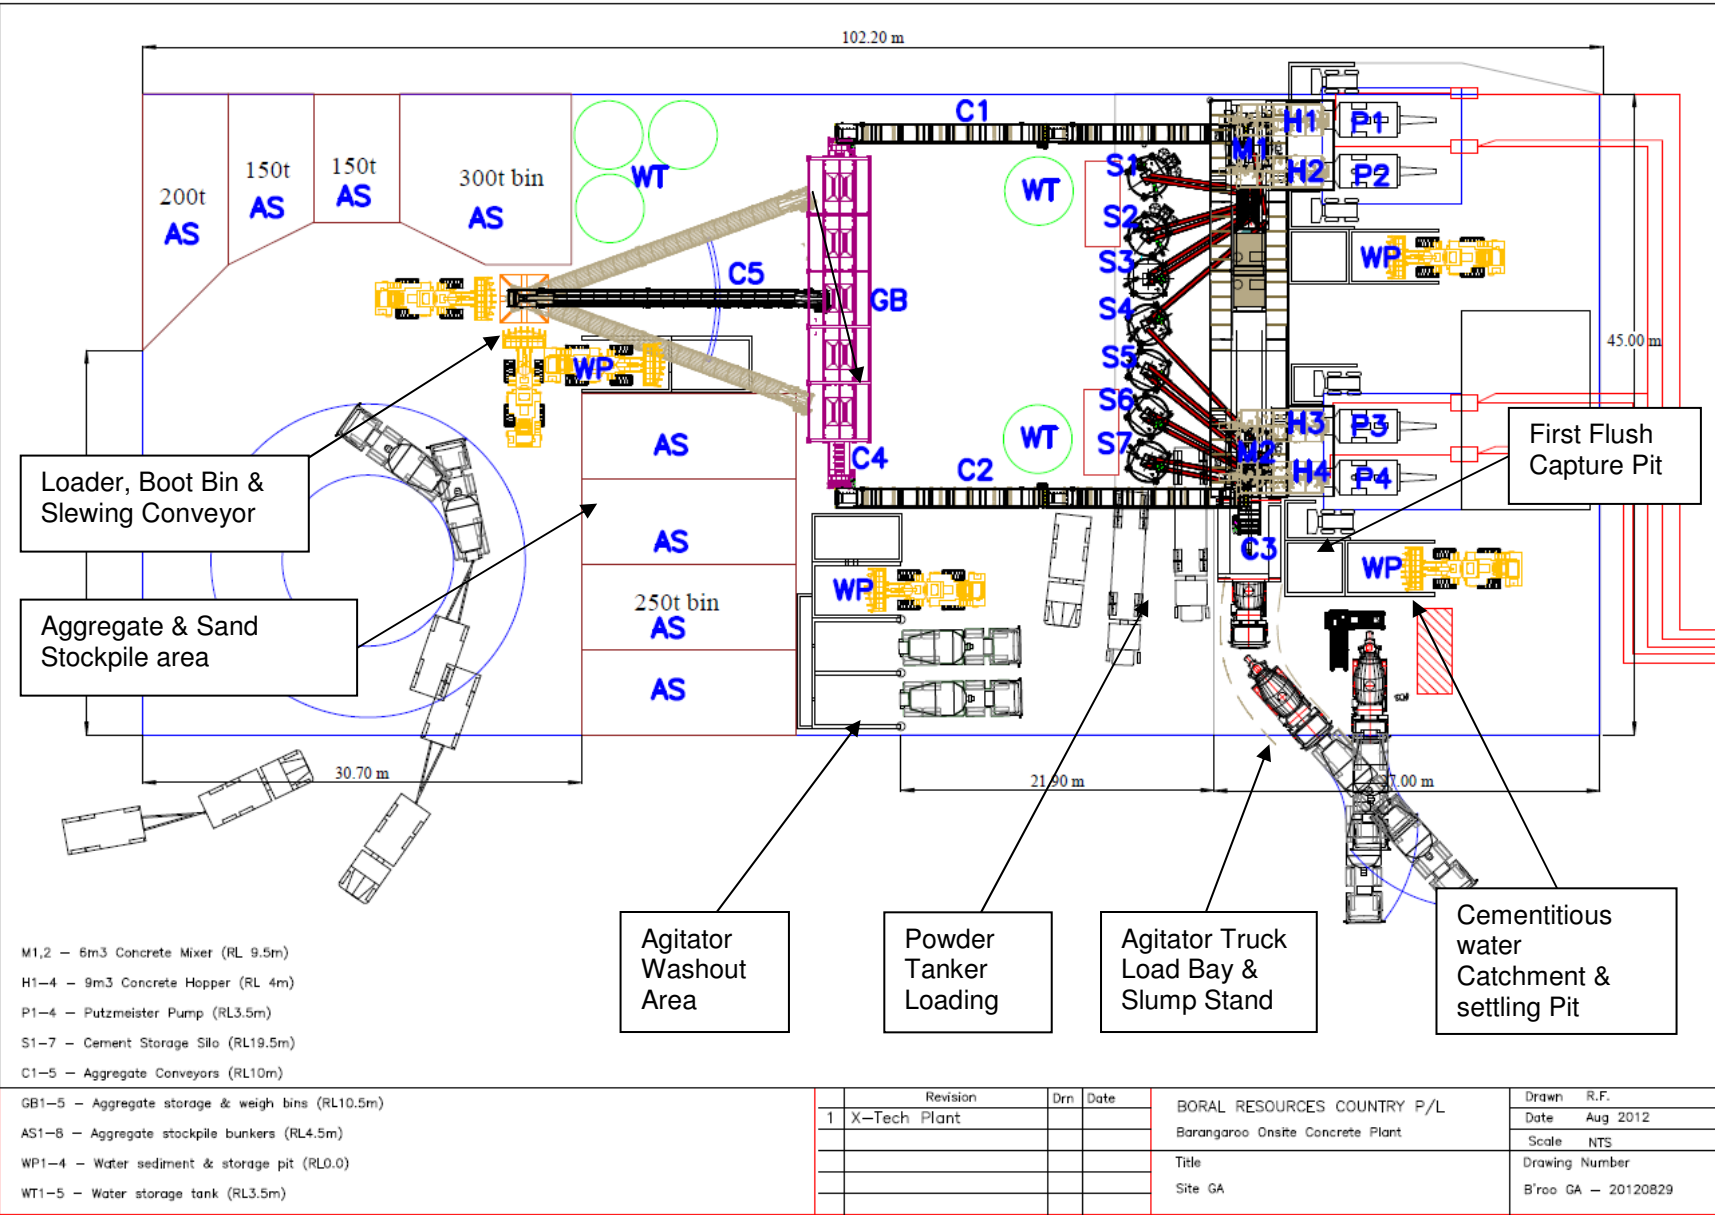 102.20 m
C1
H1
P1
M1
200t
AS
150t
AS
150t
AS
300t bin
AS
WT
WT
S1
H2
P2
S2
S3
WP
C5
GB
S4
45.00 m
S5
WP
S6
H3
P3
WT
S7
M2
H4
P4
AS
C4
C2
First Flush
Capture Pit
Loader, Boot Bin &
Slewing Conveyor
AS
C3
WP
WP
250t bin
AS
Aggregate & Sand
Stockpile area
AS
30.70 m
21.90 m
27.00 m
Agitator
Washout
Area
Powder
Tanker
Loading
Agitator Truck
Load Bay &
Slump Stand
Cementitious
water
Catchment &
settling Pit
M1,2 – 6m3 Concrete Mixer (RL 9.5m)
H1–4 – 9m3 Concrete Hopper (RL 4m)
P1–4 – Putzmeister Pump (RL3.5m)
S1–7 – Cement Storage Silo (RL19.5m)
C1–5 – Aggregate Conveyors (RL10m)
GB1–5 – Aggregate storage & weigh bins (RL10.5m)
AS1–8 – Aggregate stockpile bunkers (RL4.5m)
WP1–4 – Water sediment & storage pit (RL0.0)
WT1–5 – Water storage tank (RL3.5m)
Revision Drn Date
1 X–Tech Plant
BORAL RESOURCES COUNTRY P/L
Barangaroo Onsite Concrete Plant
Title
Site GA
Drawn R.F.
Date Aug 2012
Scale NTS
Drawing Number
B'roo GA – 20120829